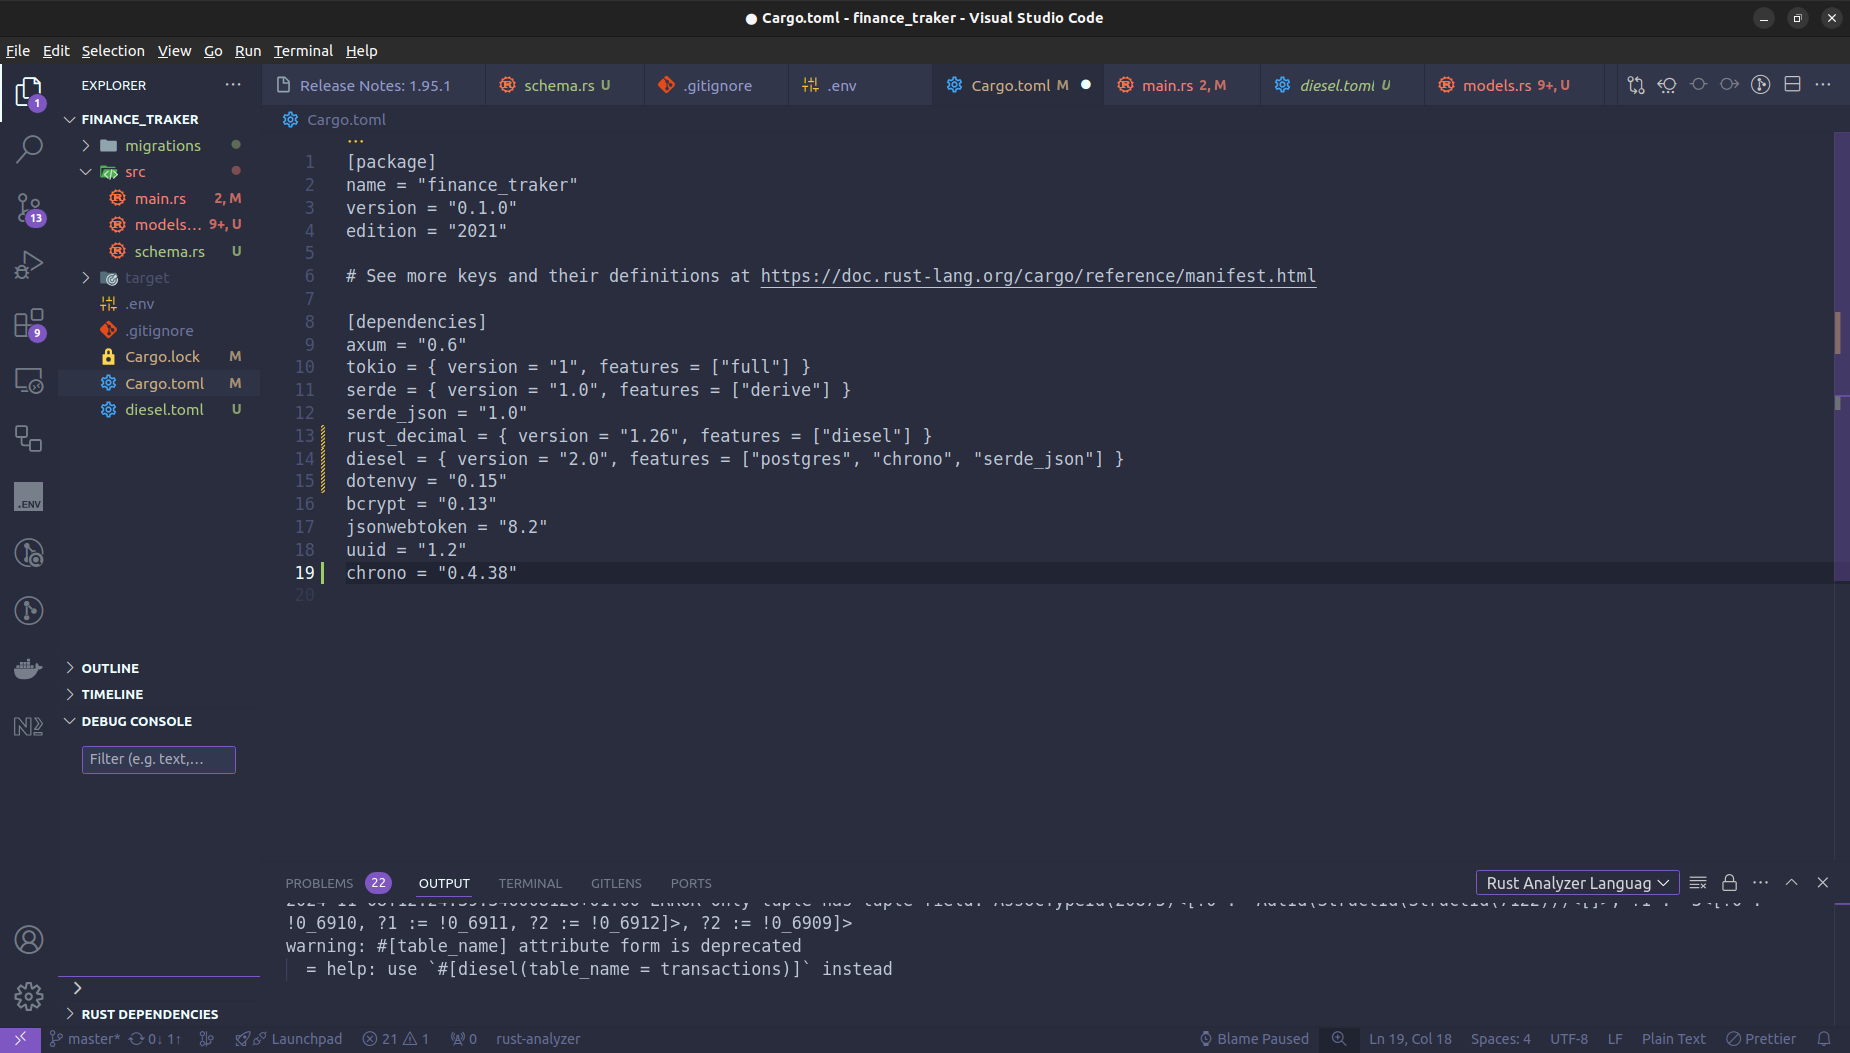 ● Cargo.toml - finance_traker - Visual Studio Code
File Edit Selection View Go Run Terminal Help
EXPLORER
Release Notes: 1.95.1
schema.rs U
.gitignore
.env
Cargo.toml M
main.rs 2, M
diesel.toml U
models.rs 9+, U
1
FINANCE_TRAKER
migrations
src
main.rs 2, M
models... 9+, U
schema.rs U
target
.env
.gitignore
Cargo.lock M
Cargo.toml M
diesel.toml U
13
9
.ENV
Cargo.toml
...
1 [package]
2 name = "finance_traker"
3 version = "0.1.0"
4 edition = "2021"
5
6 # See more keys and their definitions at https://doc.rust-lang.org/cargo/reference/manifest.html
7
8 [dependencies]
9 axum = "0.6"
10 tokio = { version = "1", features = ["full"] }
11 serde = { version = "1.0", features = ["derive"] }
12 serde_json = "1.0"
13 rust_decimal = { version = "1.26", features = ["diesel"] }
14 diesel = { version = "2.0", features = ["postgres", "chrono", "serde_json"] }
15 dotenvy = "0.15"
16 bcrypt = "0.13"
17 jsonwebtoken = "8.2"
18 uuid = "1.2"
19 chrono = "0.4.38"
20
OUTLINE
TIMELINE
DEBUG CONSOLE
Filter (e.g. text,...
RUST DEPENDENCIES
PROBLEMS 22 OUTPUT TERMINAL GITLENS PORTS
Rust Analyzer Languag
!0_6910, ?1 := !0_6911, ?2 := !0_6912]>, ?2 := !0_6909]>
warning: #[table_name] attribute form is deprecated
= help: use `#[diesel(table_name = transactions)]` instead
master* 0↓ 1↑ Launchpad 21 1 0 rust-analyzer
Blame Paused Ln 19, Col 18 Spaces: 4 UTF-8 LF Plain Text Prettier